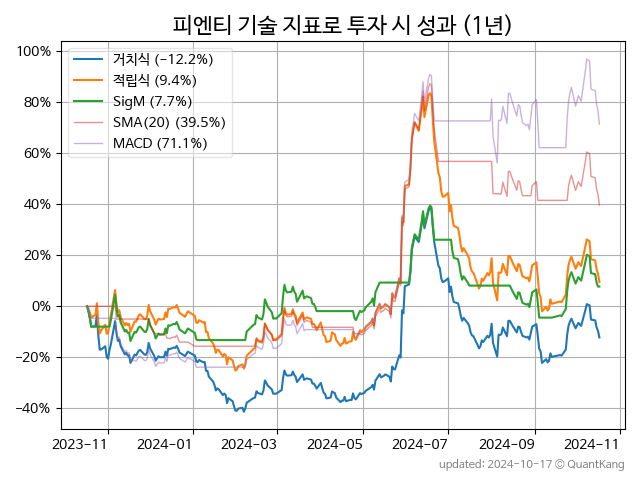 피엔티 기술 지표로 투자 시 성과 (1년)
거치식 (-12.2%)
적립식 (9.4%)
SigM (7.7%)
SMA(20) (39.5%)
MACD (71.1%)
100%
80%
60%
40%
20%
0%
−20%
−40%
2023-11 2024-01 2024-03 2024-05 2024-07 2024-09 2024-11
updated: 2024-10-17 © QuantKang